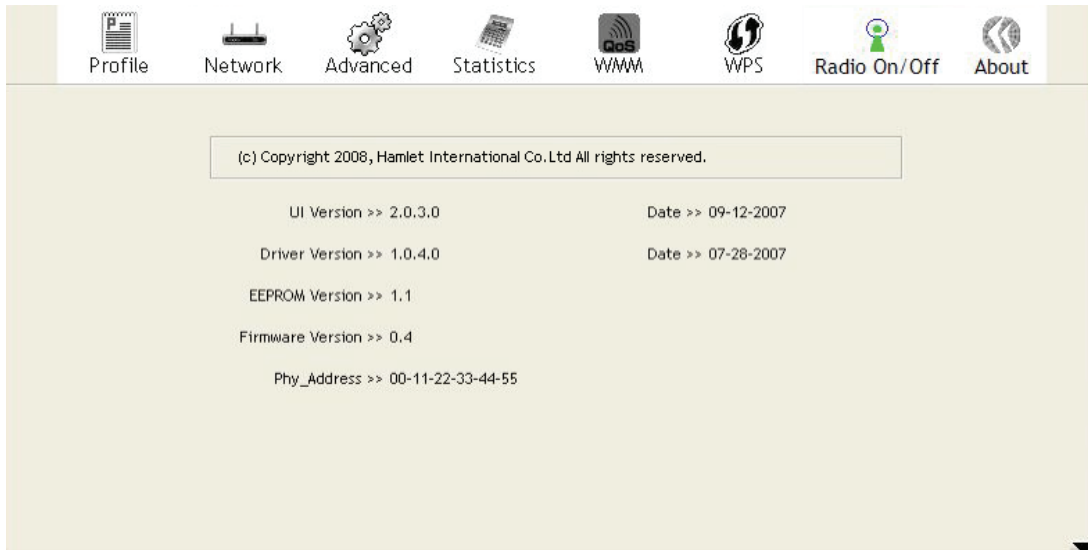 Profile Network Advanced Statistics QoS WMM WPS Radio On/Off About
(c) Copyright 2008, Hamlet International Co.Ltd All rights reserved.
UI Version >> 2.0.3.0 Date >> 09-12-2007
Driver Version >> 1.0.4.0 Date >> 07-28-2007
EEPROM Version >> 1.1
Firmware Version >> 0.4
Phy_Address >> 00-11-22-33-44-55